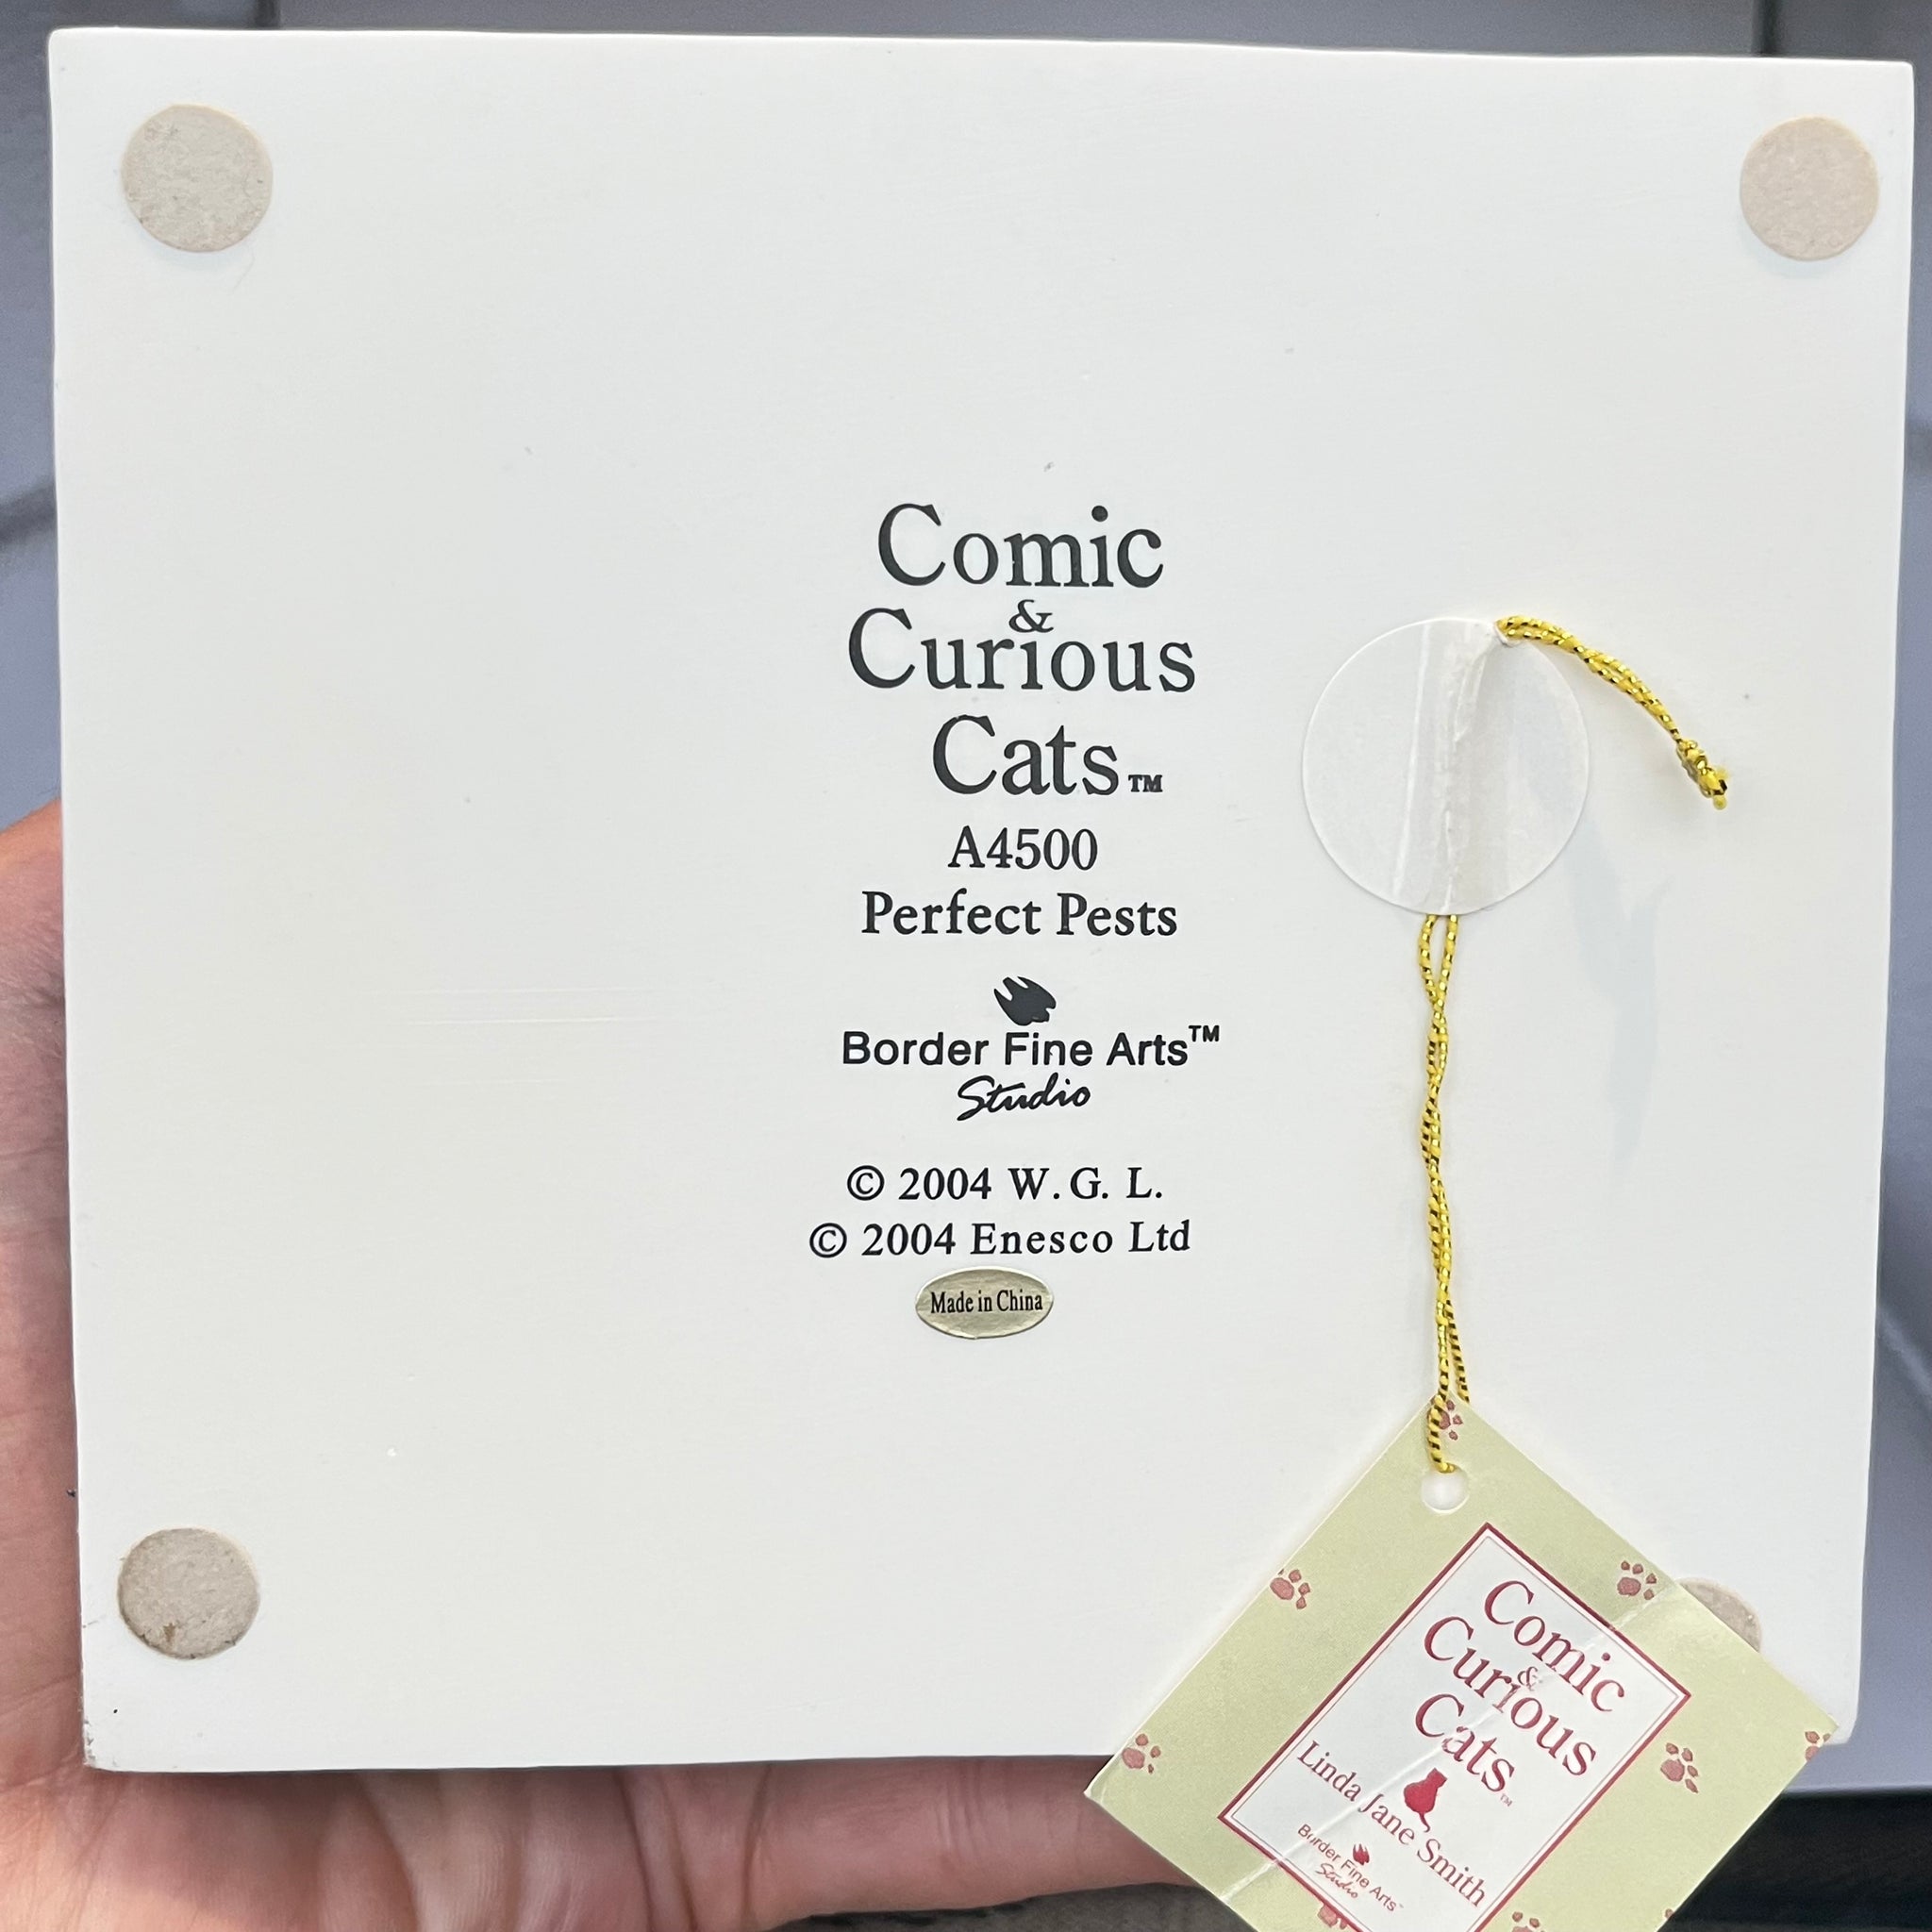 Comic
&
Curious
Cats™
A4500
Perfect Pests
Border Fine Arts™
Studio
© 2004 W. G. L.
© 2004 Enesco Ltd
Made in China
Comic
&
Curious
Cats™
Linda Jane Smith
Border Fine Arts™
Studio